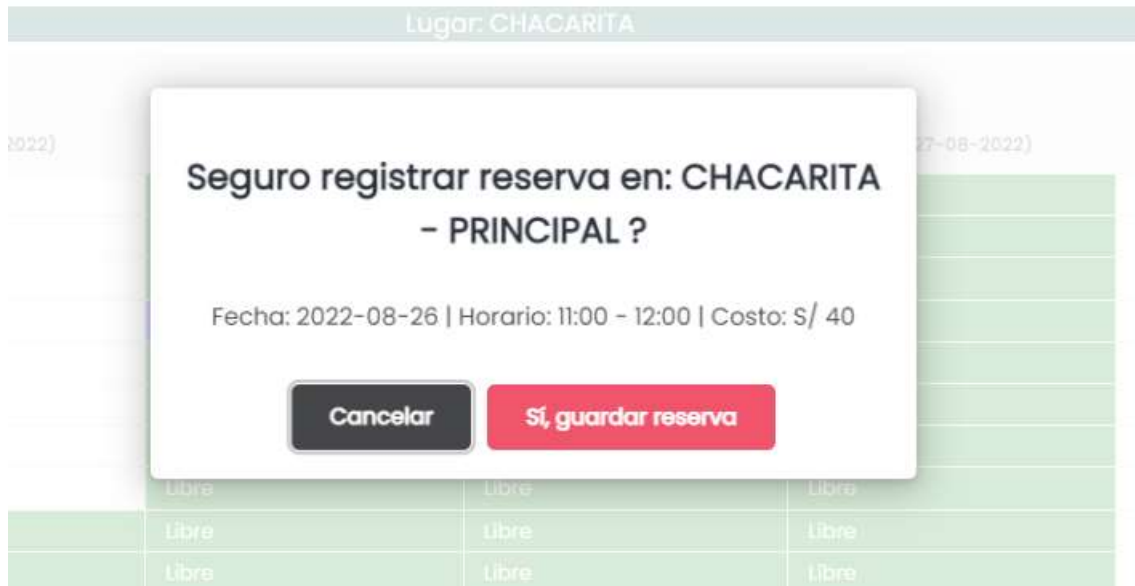 Lugar: CHACARITA
2022)
27-08-2022)
Seguro registrar reserva en: CHACARITA
- PRINCIPAL ?
Fecha: 2022-08-26 | Horario: 11:00 - 12:00 | Costo: S/ 40
Cancelar Sí, guardar reserva
Libre Libre Libre
Libre Libre Libre
Libre Libre Libre